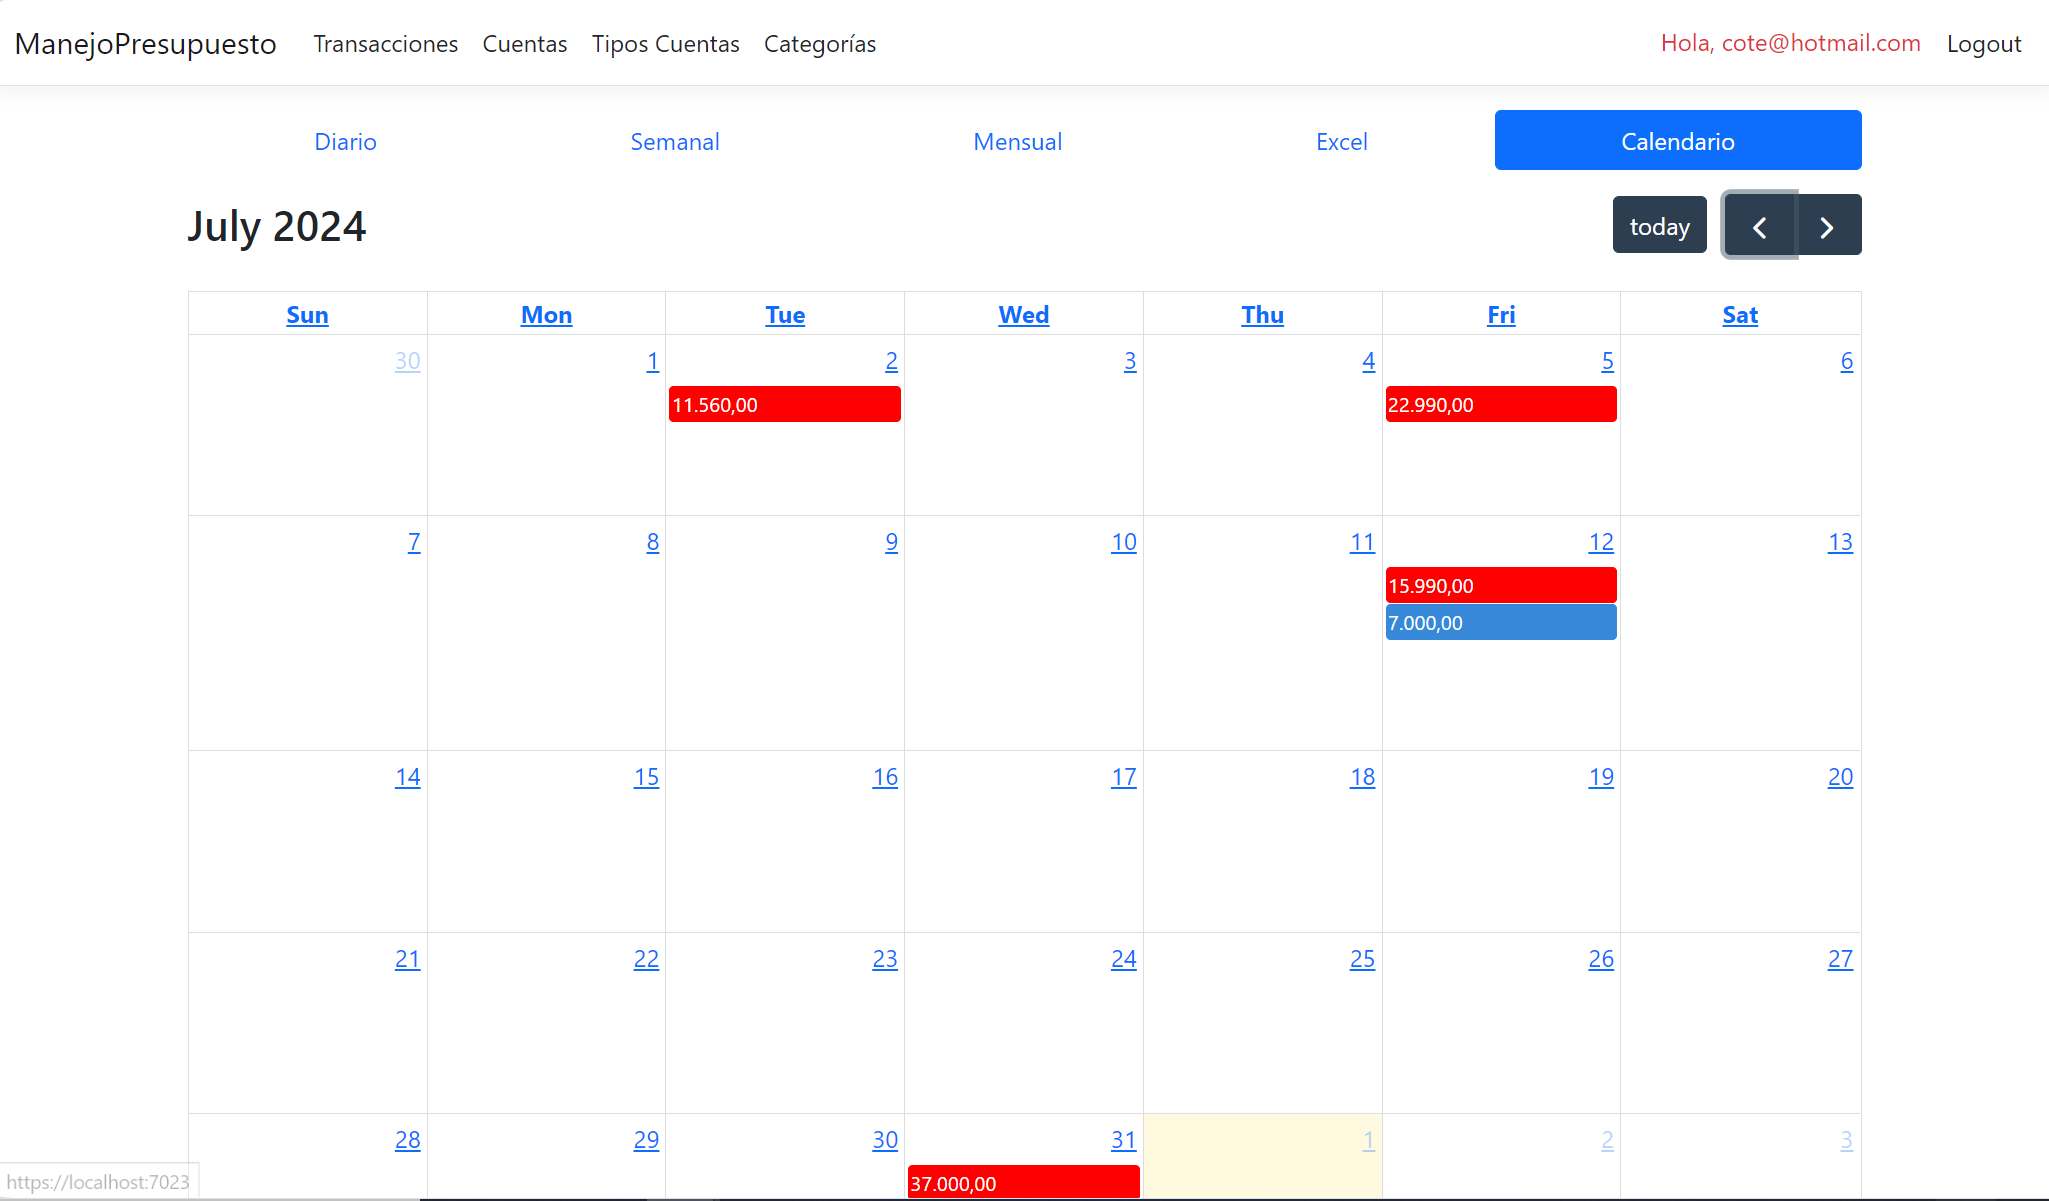 ManejoPresupuesto Transacciones Cuentas Tipos Cuentas Categorías Hola, cote@hotmail.com Logout
Diario Semanal Mensual Excel Calendario
July 2024 today
Sun Mon Tue Wed Thu Fri Sat
30 1 2 3 4 5 6
11.560,00 22.990,00
7 8 9 10 11 12 13
15.990,00
7.000,00
14 15 16 17 18 19 20
21 22 23 24 25 26 27
28 29 30 31 1 2 3
37.000,00
https://localhost:7023